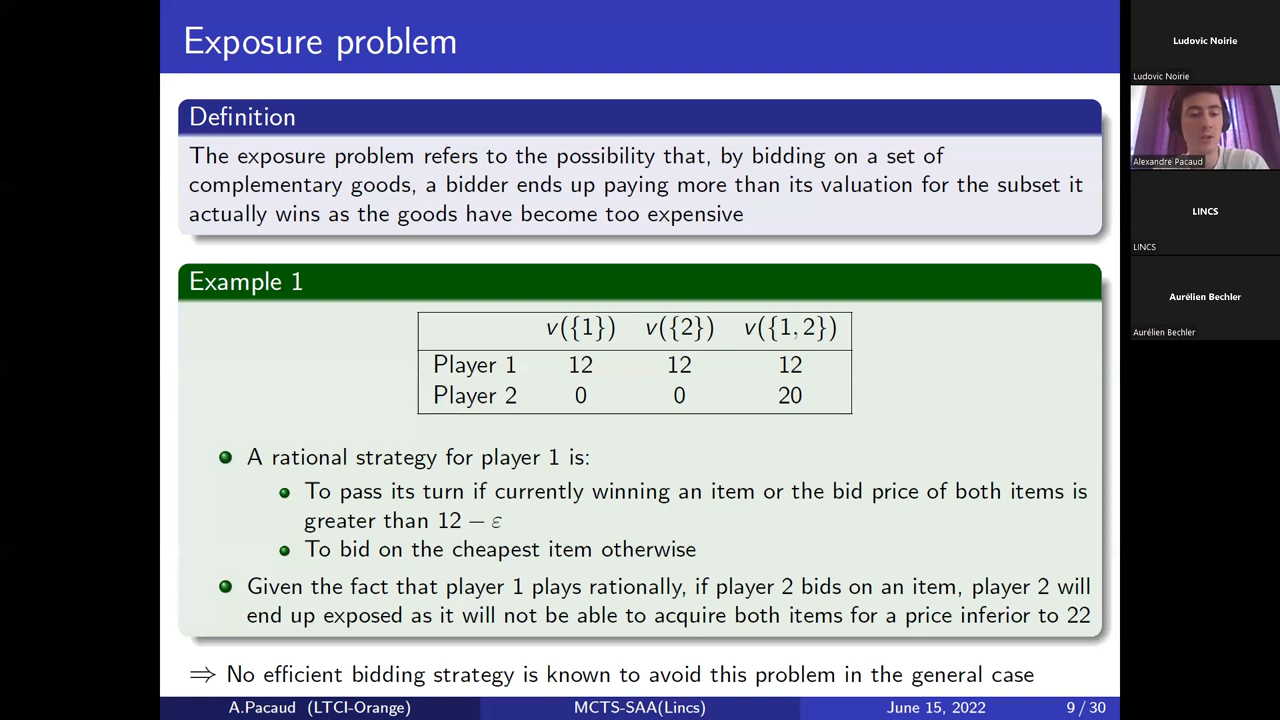 Exposure problem
Definition
The exposure problem refers to the possibility that, by bidding on a set of
complementary goods, a bidder ends up paying more than its valuation for the subset it
actually wins as the goods have become too expensive
Example 1
v({1}) v({2}) v({1, 2})
Player 1 12 12 12
Player 2 0 0 20
A rational strategy for player 1 is:
To pass its turn if currently winning an item or the bid price of both items is
greater than 12 − ε
To bid on the cheapest item otherwise
Given the fact that player 1 plays rationally, if player 2 bids on an item, player 2 will
end up exposed as it will not be able to acquire both items for a price inferior to 22
⇒ No efficient bidding strategy is known to avoid this problem in the general case
A.Pacaud (LTCI-Orange) MCTS-SAA(Lincs) June 15, 2022 9 / 30
Ludovic Noirie
Ludovic Noirie
Alexandre Pacaud
LINCS
LINCS
Aurélien Bechler
Aurélien Bechler